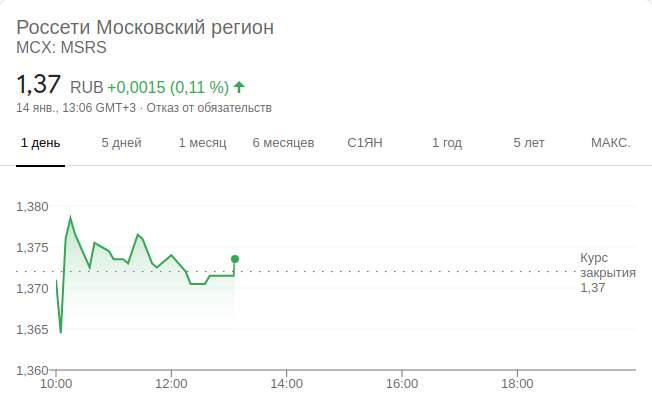 Россети Московский регион
MCX: MSRS
1,37 RUB +0,0015 (0,11 %)
14 янв., 13:06 GMT+3 · Отказ от обязательств
1 день 5 дней 1 месяц 6 месяцев С1ЯН 1 год 5 лет МАКС.
1,380
1,375
Курс
закрытия
1,37
1,370
1,365
1,360
10:00 12:00 14:00 16:00 18:00